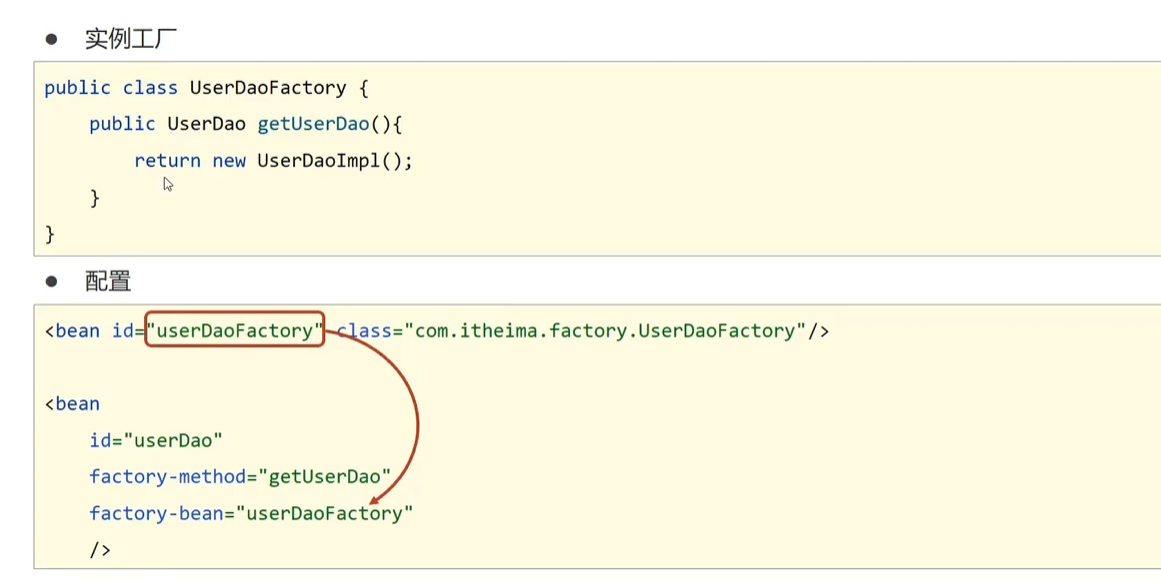 ● 实例工厂
public class UserDaoFactory {
    public UserDao getUserDao(){
        return new UserDaoImpl();
    }
}
● 配置
<bean id="userDaoFactory" class="com.itheima.factory.UserDaoFactory"/>
<bean
    id="userDao"
    factory-method="getUserDao"
    factory-bean="userDaoFactory"
    />